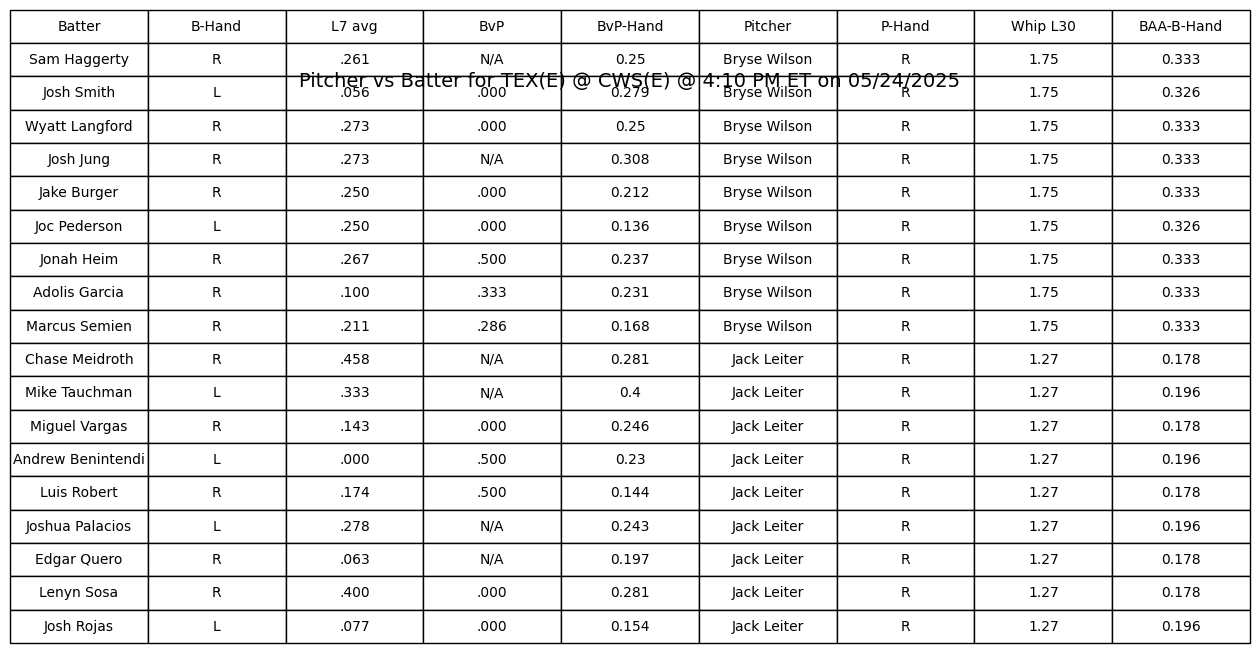 Batter B-Hand L7 avg BvP BvP-Hand Pitcher P-Hand Whip L30 BAA-B-Hand
Sam Haggerty R .261 N/A 0.25 Bryse Wilson R 1.75 0.333
Pitcher vs Batter for TEX(E) @ CWS(E) @ 4:10 PM ET on 05/24/2025
Josh Smith L .056 .000 0.279 Bryse Wilson R 1.75 0.326
Wyatt Langford R .273 .000 0.25 Bryse Wilson R 1.75 0.333
Josh Jung R .273 N/A 0.308 Bryse Wilson R 1.75 0.333
Jake Burger R .250 .000 0.212 Bryse Wilson R 1.75 0.333
Joc Pederson L .250 .000 0.136 Bryse Wilson R 1.75 0.326
Jonah Heim R .267 .500 0.237 Bryse Wilson R 1.75 0.333
Adolis Garcia R .100 .333 0.231 Bryse Wilson R 1.75 0.333
Marcus Semien R .211 .286 0.168 Bryse Wilson R 1.75 0.333
Chase Meidroth R .458 N/A 0.281 Jack Leiter R 1.27 0.178
Mike Tauchman L .333 N/A 0.4 Jack Leiter R 1.27 0.196
Miguel Vargas R .143 .000 0.246 Jack Leiter R 1.27 0.178
Andrew Benintendi L .000 .500 0.23 Jack Leiter R 1.27 0.196
Luis Robert R .174 .500 0.144 Jack Leiter R 1.27 0.178
Joshua Palacios L .278 N/A 0.243 Jack Leiter R 1.27 0.196
Edgar Quero R .063 N/A 0.197 Jack Leiter R 1.27 0.178
Lenyn Sosa R .400 .000 0.281 Jack Leiter R 1.27 0.178
Josh Rojas L .077 .000 0.154 Jack Leiter R 1.27 0.196